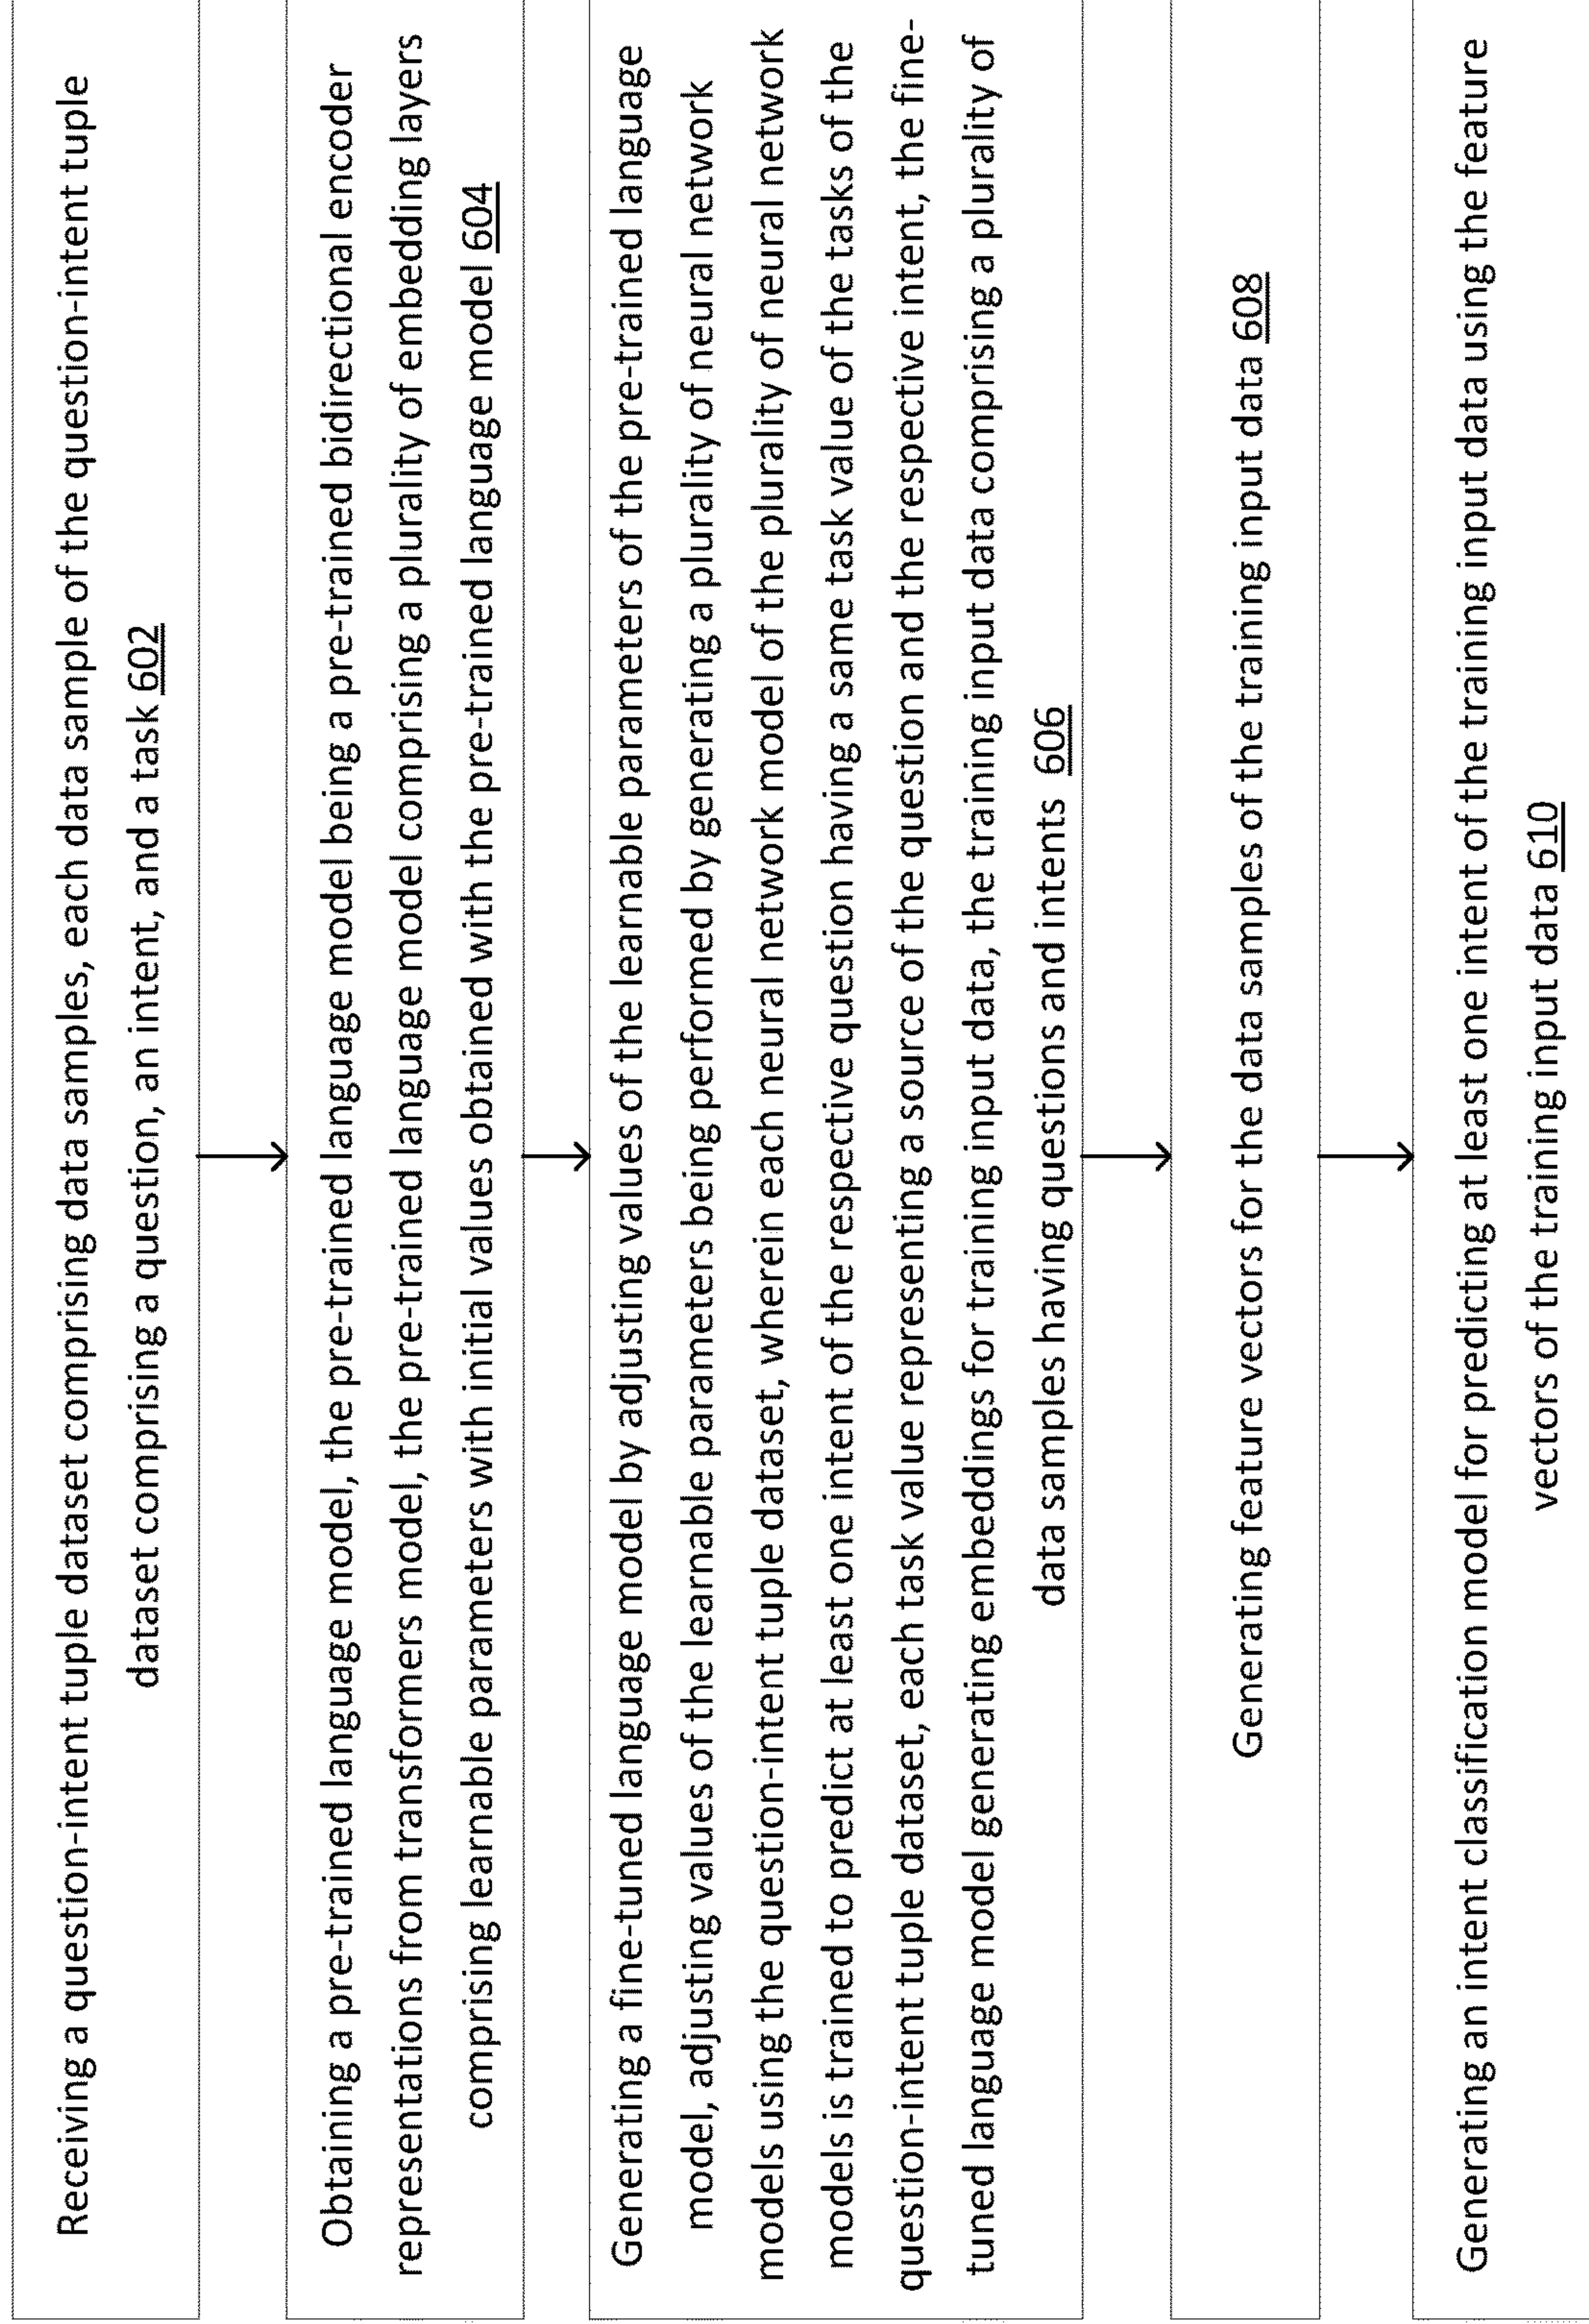 Receiving a question-intent tuple dataset comprising data samples, each data sample of the question-intent tuple
dataset comprising a question, an intent, and a task 602
Obtaining a pre-trained language model, the pre-trained language model being a pre-trained bidirectional encoder
representations from transformers model, the pre-trained language model comprising a plurality of embedding layers
comprising learnable parameters with initial values obtained with the pre-trained language model 604
Generating a fine-tuned language model by adjusting values of the learnable parameters of the pre-trained language
model, adjusting values of the learnable parameters being performed by generating a plurality of neural network
models using the question-intent tuple dataset, wherein each neural network model of the plurality of neural network
models is trained to predict at least one intent of the respective question having a same task value of the tasks of the
question-intent tuple dataset, each task value representing a source of the question and the respective intent, the fine-
tuned language model generating embeddings for training input data, the training input data comprising a plurality of
data samples having questions and intents 606
Generating feature vectors for the data samples of the training input data 608
Generating an intent classification model for predicting at least one intent of the training input data using the feature
vectors of the training input data 610